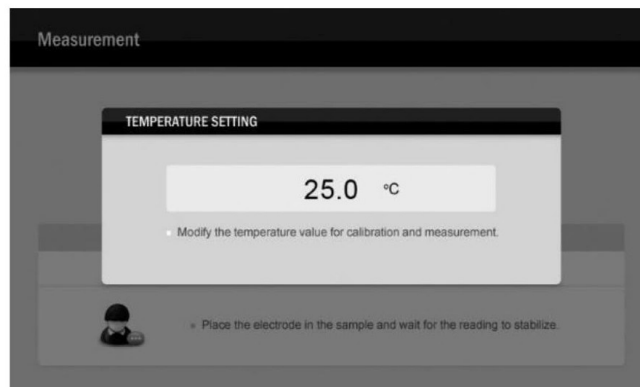 Measurement
TEMPERATURE SETTING
25.0 ºC
Modify the temperature value for calibration and measurement.
Place the electrode in the sample and wait for the reading to stabilize.